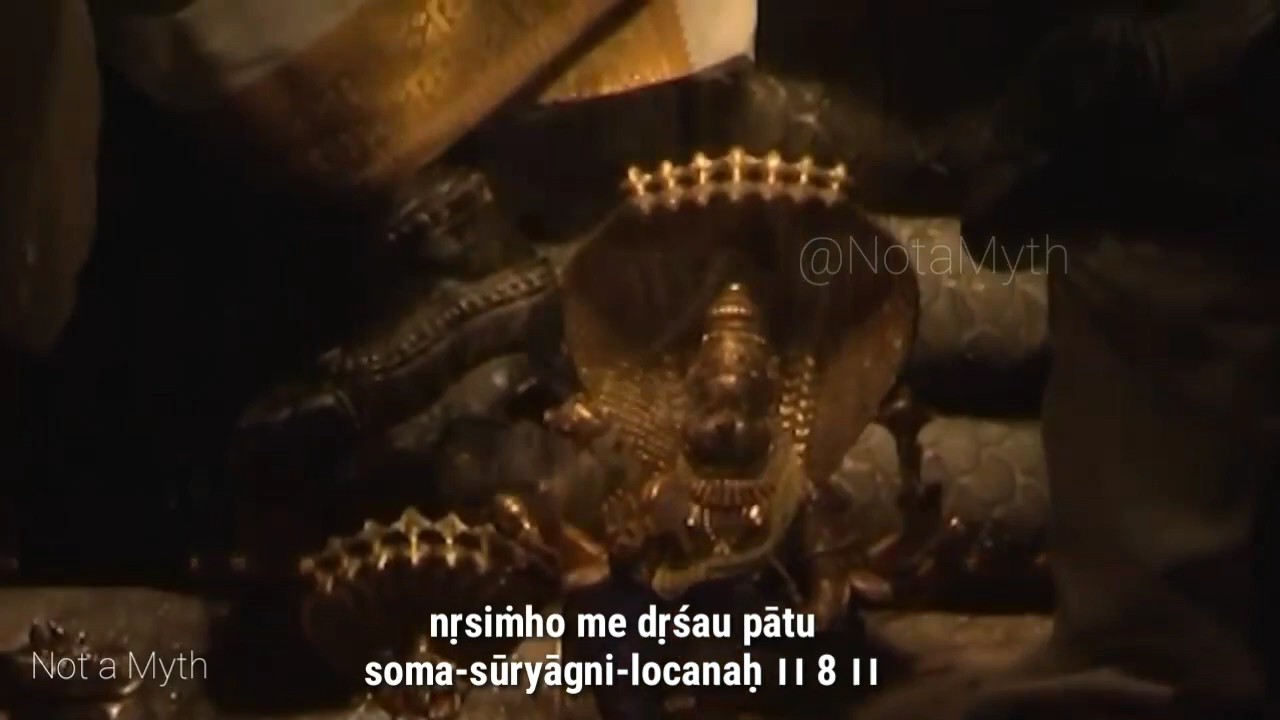 @NotaMyth
nṛsiṁho me dṛśau pātu
soma-sūryāgni-locanaḥ ।। 8 ।।
Not a Myth